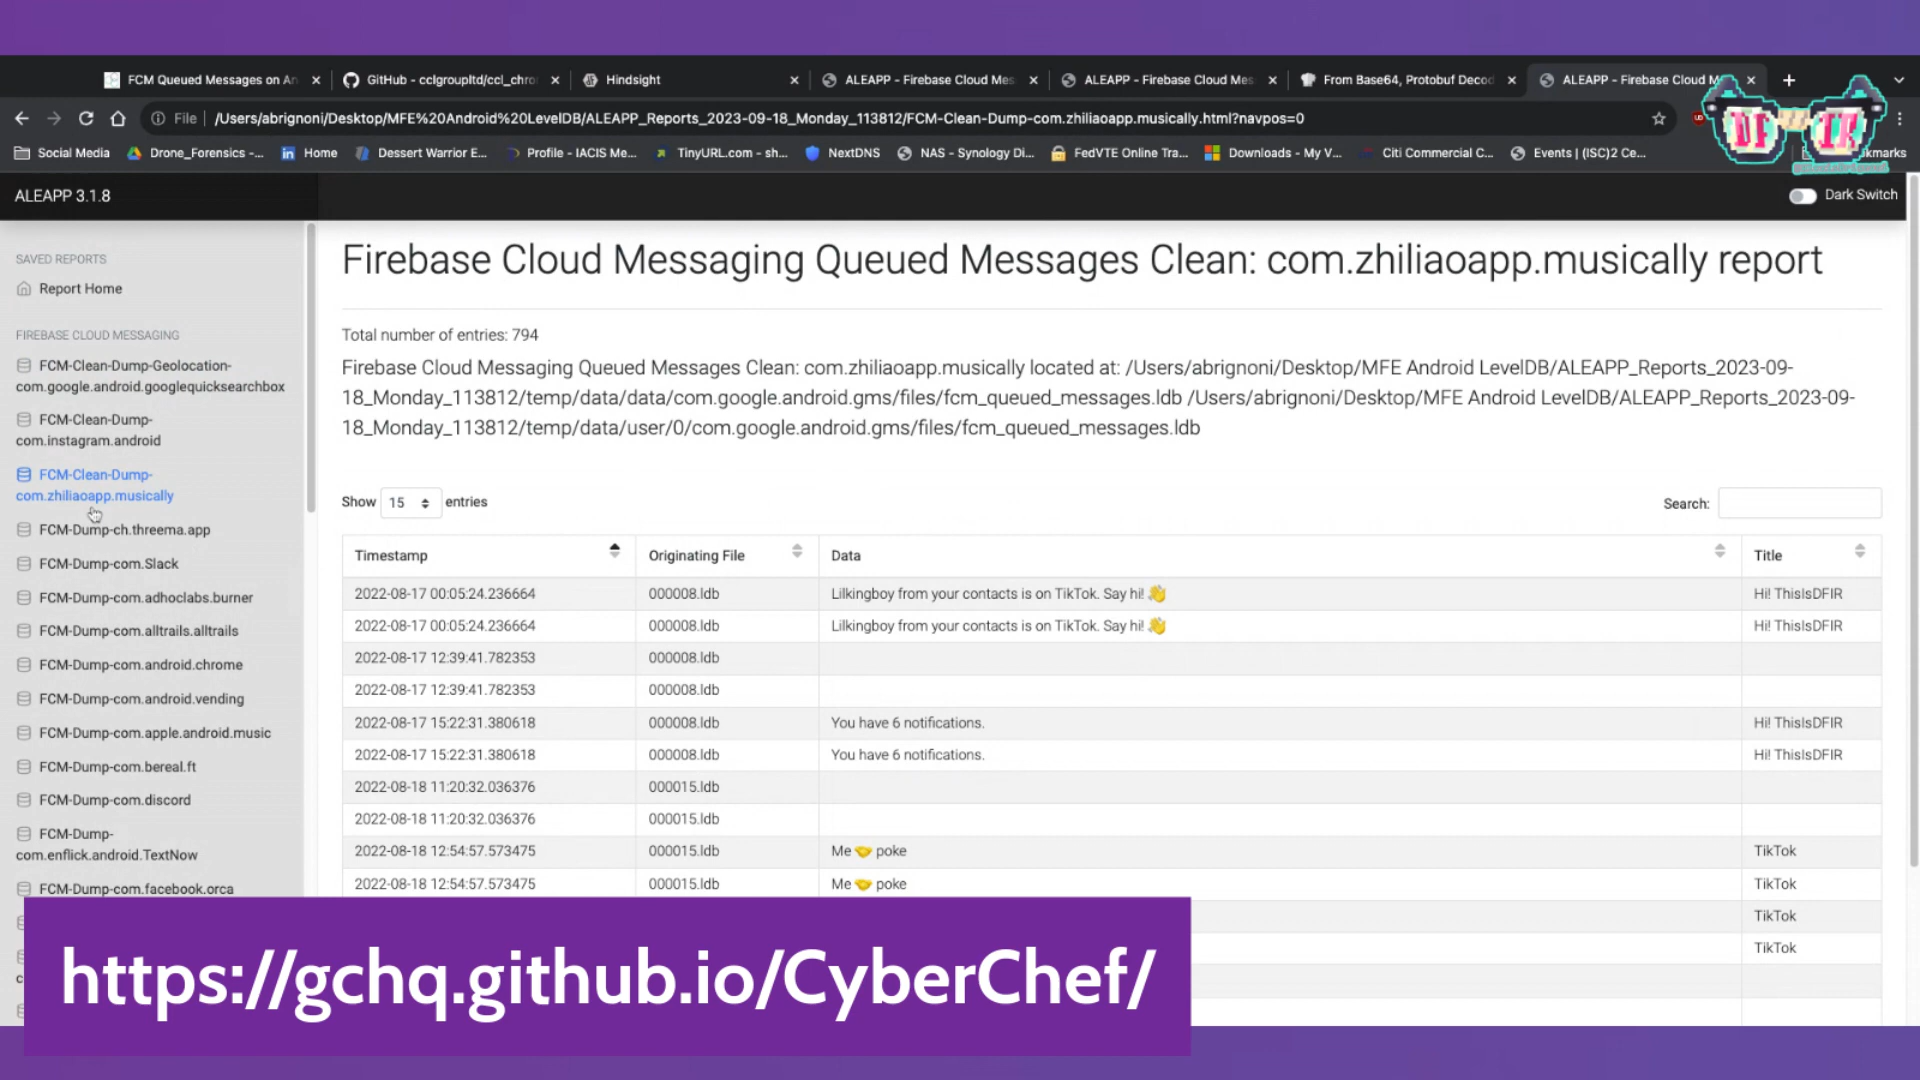 FCM Queued Messages on An
GitHub - cclgroupltd/ccl_chro
Hindsight
ALEAPP - Firebase Cloud Mes
ALEAPP - Firebase Cloud Mes
From Base64, Protobuf Decod
ALEAPP - Firebase Cloud M
File
/Users/abrignoni/Desktop/MFE%20Android%20LevelDB/ALEAPP_Reports_2023-09-18_Monday_113812/FCM-Clean-Dump-com.zhiliaoapp.musically.html?navpos=0
Social Media
Drone_Forensics -...
Home
Dessert Warrior E...
Profile - IACIS Me...
TinyURL.com - sh...
NextDNS
NAS - Synology Di...
FedVTE Online Tra...
Downloads - My V...
Citi Commercial C...
Events | (ISC)2 Ce...
kmarks
DF IR
ALEAPP 3.1.8
Dark Switch
SAVED REPORTS
Report Home
FIREBASE CLOUD MESSAGING
FCM-Clean-Dump-Geolocation-
com.google.android.googlequicksearchbox
FCM-Clean-Dump-
com.instagram.android
FCM-Clean-Dump-
com.zhiliaoapp.musically
FCM-Dump-ch.threema.app
FCM-Dump-com.Slack
FCM-Dump-com.adhoclabs.burner
FCM-Dump-com.alltrails.alltrails
FCM-Dump-com.android.chrome
FCM-Dump-com.android.vending
FCM-Dump-com.apple.android.music
FCM-Dump-com.bereal.ft
FCM-Dump-com.discord
FCM-Dump-
com.enflick.android.TextNow
FCM-Dump-com.facebook.orca
Firebase Cloud Messaging Queued Messages Clean: com.zhiliaoapp.musically report
Total number of entries: 794
Firebase Cloud Messaging Queued Messages Clean: com.zhiliaoapp.musically located at: /Users/abrignoni/Desktop/MFE Android LevelDB/ALEAPP_Reports_2023-09-
18_Monday_113812/temp/data/data/com.google.android.gms/files/fcm_queued_messages.ldb /Users/abrignoni/Desktop/MFE Android LevelDB/ALEAPP_Reports_2023-09-
18_Monday_113812/temp/data/user/0/com.google.android.gms/files/fcm_queued_messages.ldb
Show 15 entries
Search:
Timestamp Originating File Data Title
2022-08-17 00:05:24.236664 000008.ldb Lilkingboy from your contacts is on TikTok. Say hi! 👋 Hi! ThisIsDFIR
2022-08-17 00:05:24.236664 000008.ldb Lilkingboy from your contacts is on TikTok. Say hi! 👋 Hi! ThisIsDFIR
2022-08-17 12:39:41.782353 000008.ldb
2022-08-17 12:39:41.782353 000008.ldb
2022-08-17 15:22:31.380618 000008.ldb You have 6 notifications. Hi! ThisIsDFIR
2022-08-17 15:22:31.380618 000008.ldb You have 6 notifications. Hi! ThisIsDFIR
2022-08-18 11:20:32.036376 000015.ldb
2022-08-18 11:20:32.036376 000015.ldb
2022-08-18 12:54:57.573475 000015.ldb Me 🤝 poke TikTok
2022-08-18 12:54:57.573475 000015.ldb Me 🤝 poke TikTok
TikTok
TikTok
https://gchq.github.io/CyberChef/